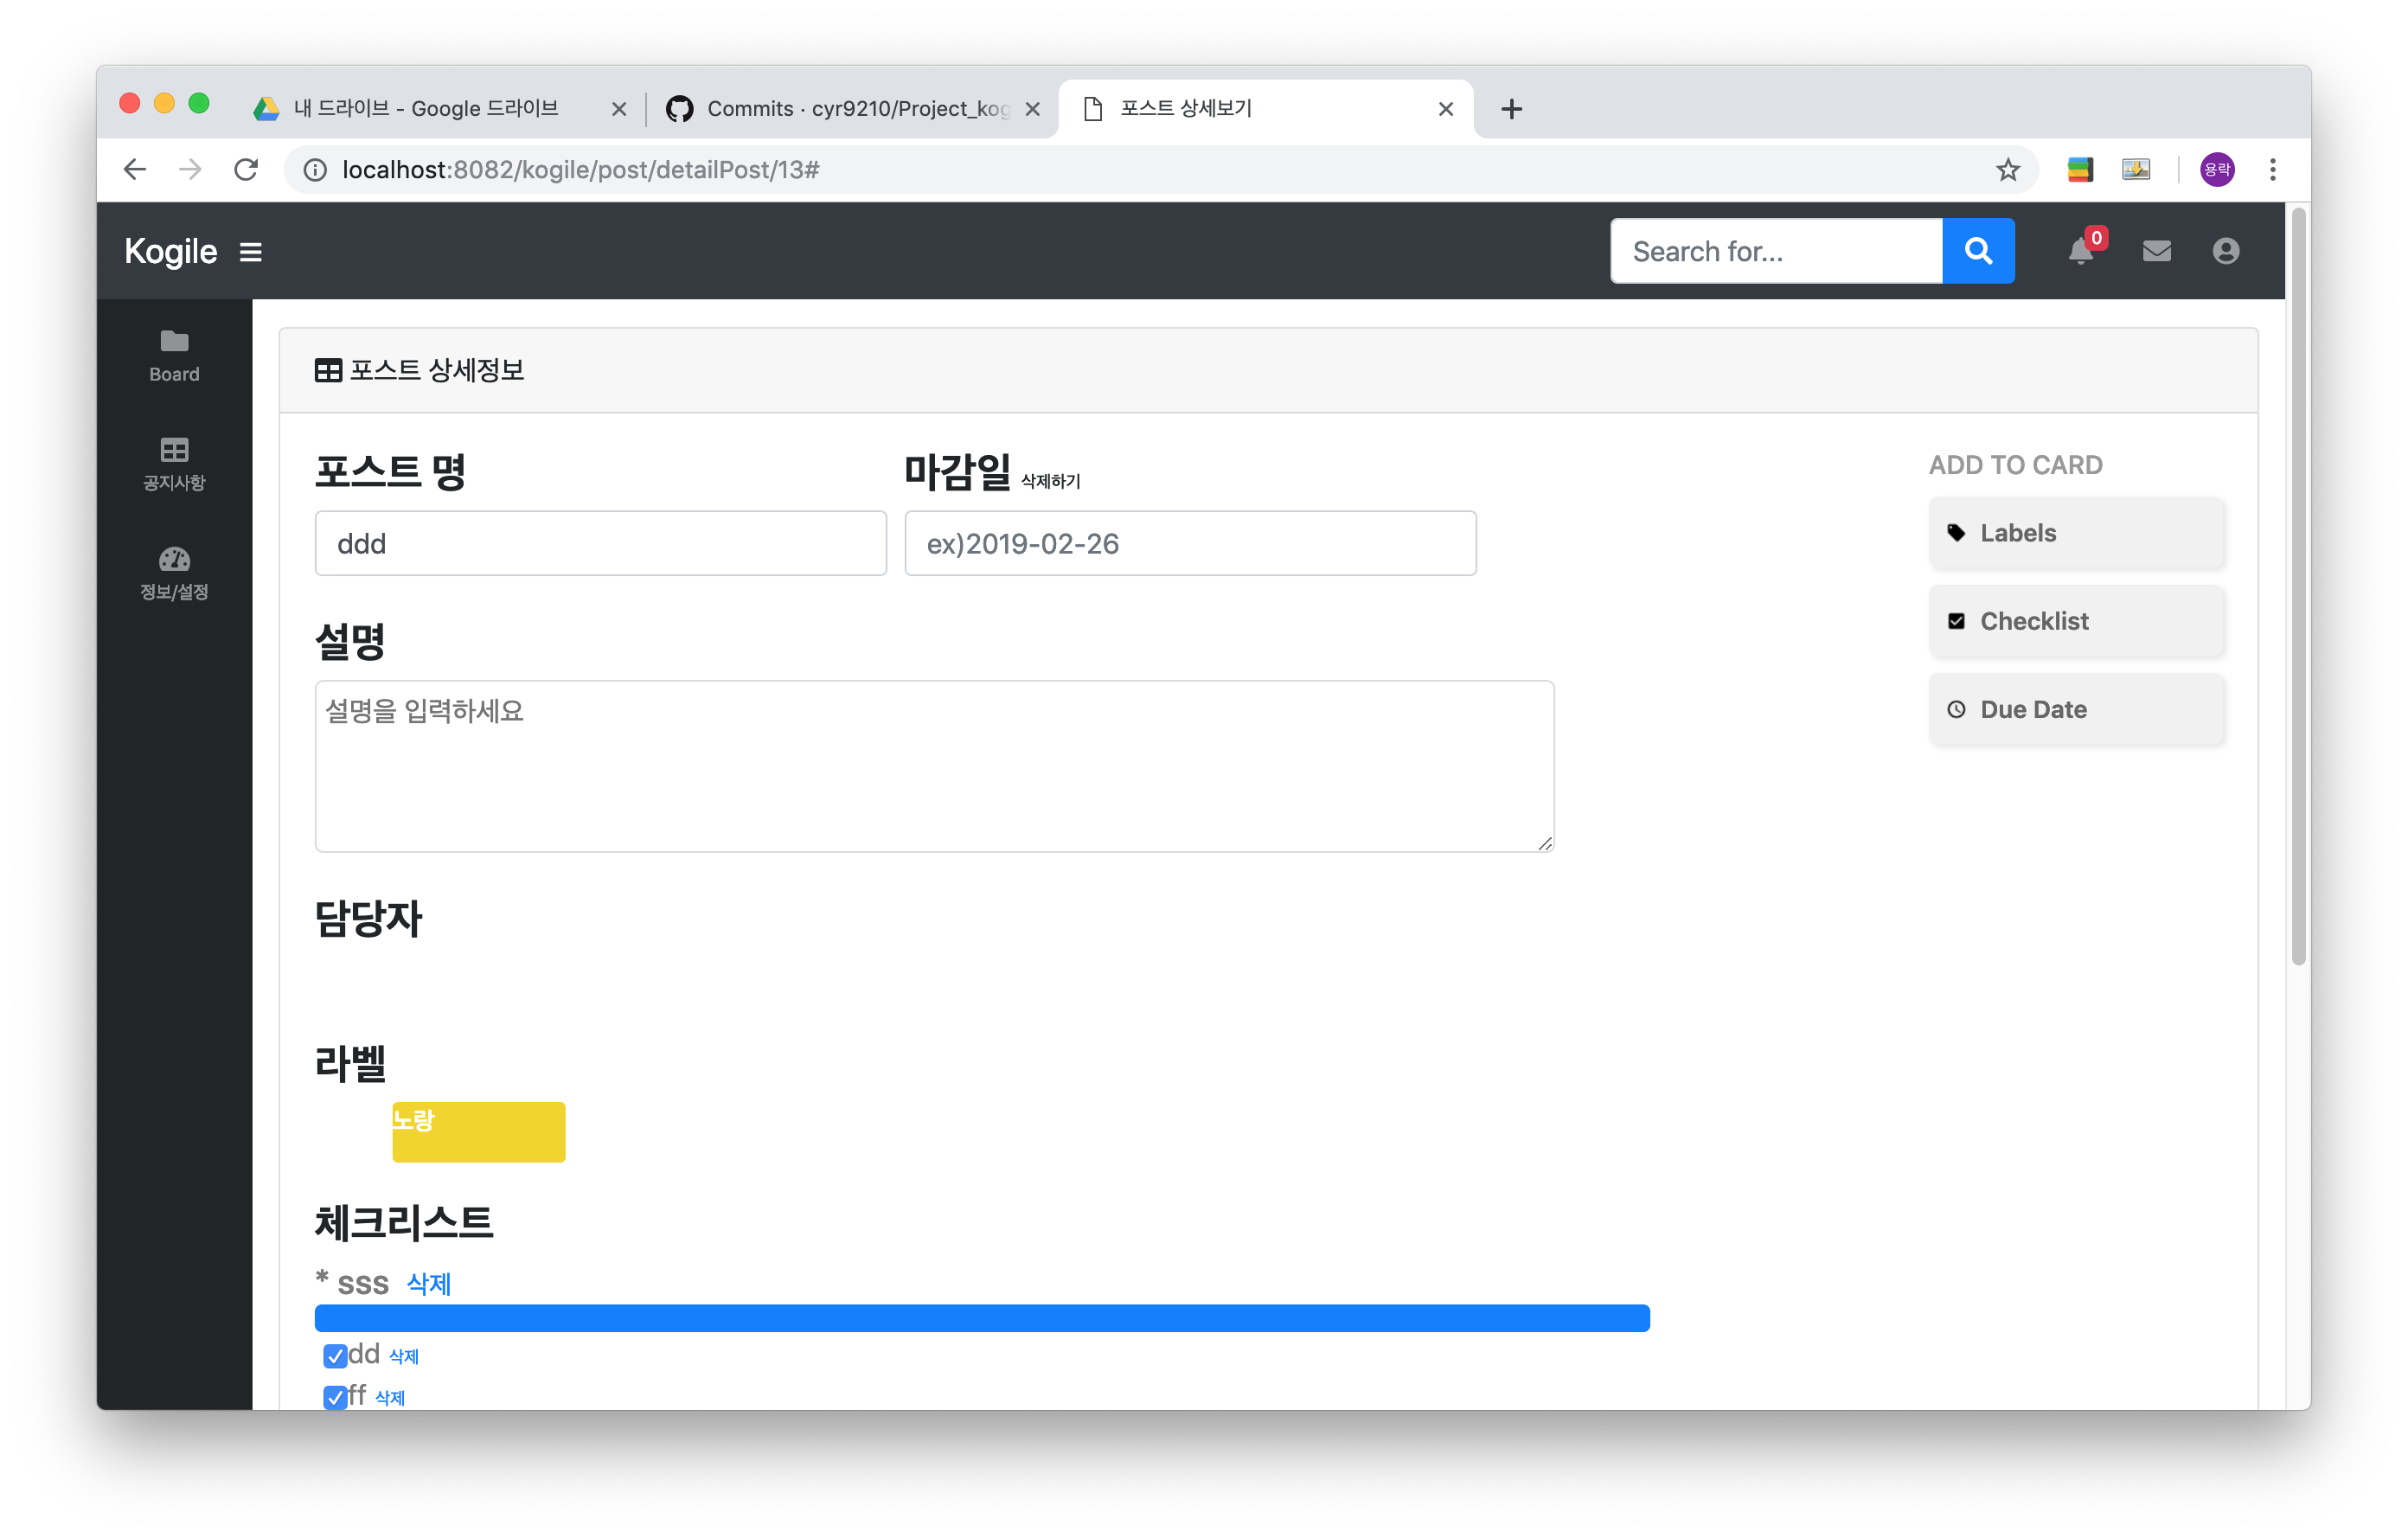 내 드라이브 - Google 드라이브
Commits · cyr9210/Project_kog
포스트 상세보기
localhost:8082/kogile/post/detailPost/13#
용락
Kogile
Search for...
0
Board
공지사항
정보/설정
포스트 상세정보
포스트 명
마감일 삭제하기
ADD TO CARD
ddd
ex)2019-02-26
Labels
Checklist
Due Date
설명
설명을 입력하세요
담당자
라벨
노랑
체크리스트
* sss 삭제
dd 삭제
ff 삭제